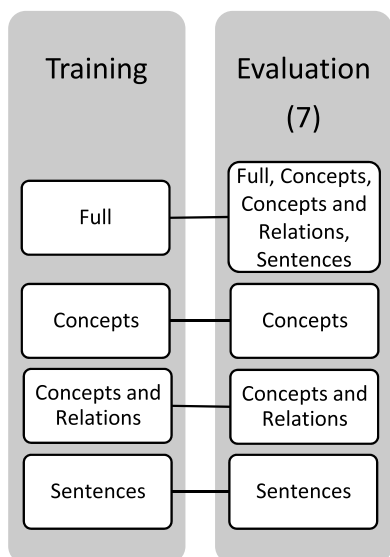 Training
Evaluation
(7)
Full
Full, Concepts,
Concepts and
Relations,
Sentences
Concepts
Concepts
Concepts and
Relations
Concepts and
Relations
Sentences
Sentences